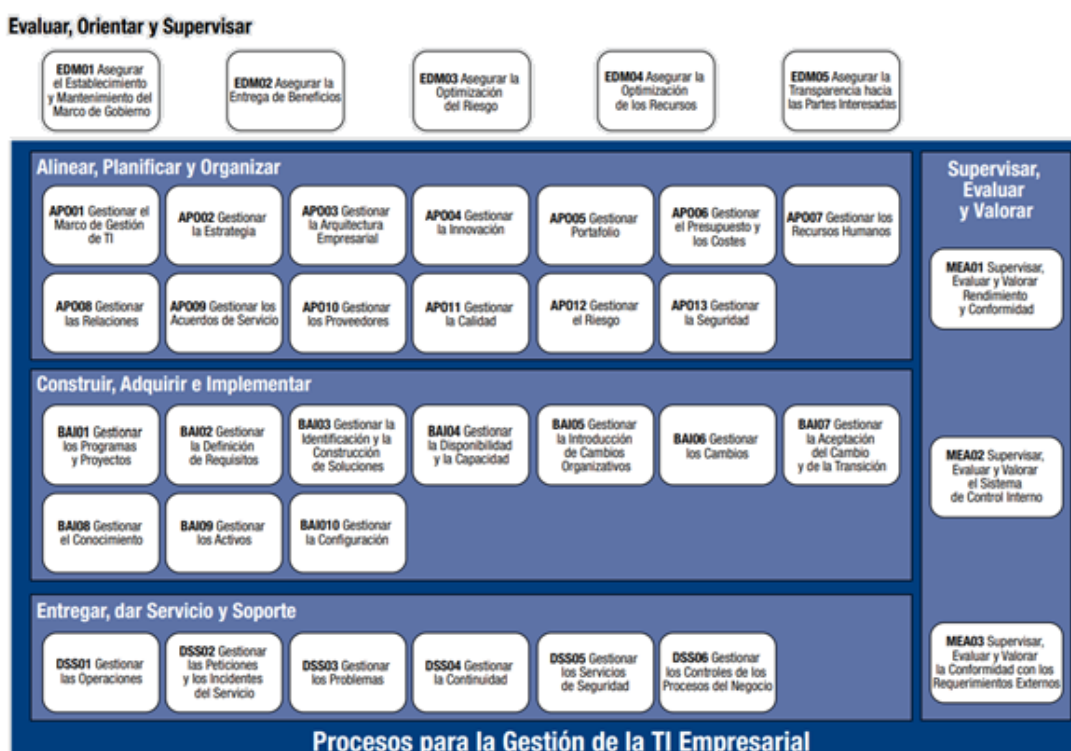 Evaluar, Orientar y Supervisar
EDM01 Asegurar
el Establecimiento
y Mantenimiento del
Marco de Gobierno
EDM02 Asegurar la
Entrega de Beneficios
EDM03 Asegurar la
Optimización
del Riesgo
EDM04 Asegurar la
Optimización
de los Recursos
EDM05 Asegurar la
Transparencia hacia
las Partes Interesadas
Alinear, Planificar y Organizar
APO01 Gestionar el
Marco de Gestión
de TI
APO02 Gestionar
la Estrategia
APO03 Gestionar
la Arquitectura
Empresarial
APO04 Gestionar
la Innovación
APO05 Gestionar
Portafolio
APO06 Gestionar
el Presupuesto y
los Costes
APO07 Gestionar los
Recursos Humanos
APO08 Gestionar
las Relaciones
APO09 Gestionar los
Acuerdos de Servicio
APO10 Gestionar
los Proveedores
APO11 Gestionar
la Calidad
APO12 Gestionar
el Riesgo
APO13 Gestionar
la Seguridad
Construir, Adquirir e Implementar
BAI01 Gestionar
los Programas
y Proyectos
BAI02 Gestionar
la Definición
de Requisitos
BAI03 Gestionar la
Identificación y la
Construcción
de Soluciones
BAI04 Gestionar
la Disponibilidad
y la Capacidad
BAI05 Gestionar
la Introducción
de Cambios
Organizativos
BAI06 Gestionar
los Cambios
BAI07 Gestionar
la Aceptación
del Cambio
y de la Transición
BAI08 Gestionar
el Conocimiento
BAI09 Gestionar
los Activos
BAI010 Gestionar
la Configuración
Entregar, dar Servicio y Soporte
DSS01 Gestionar
las Operaciones
DSS02 Gestionar
las Peticiones
y los Incidentes
del Servicio
DSS03 Gestionar
los Problemas
DSS04 Gestionar
la Continuidad
DSS05 Gestionar
los Servicios
de Seguridad
DSS06 Gestionar
los Controles de los
Procesos del Negocio
Supervisar,
Evaluar
y Valorar
MEA01 Supervisar,
Evaluar y Valorar
Rendimiento
y Conformidad
MEA02 Supervisar,
Evaluar y Valorar
el Sistema
de Control Interno
MEA03 Supervisar,
Evaluar y Valorar
la Conformidad con los
Requerimientos Externos
Procesos para la Gestión de la TI Empresarial